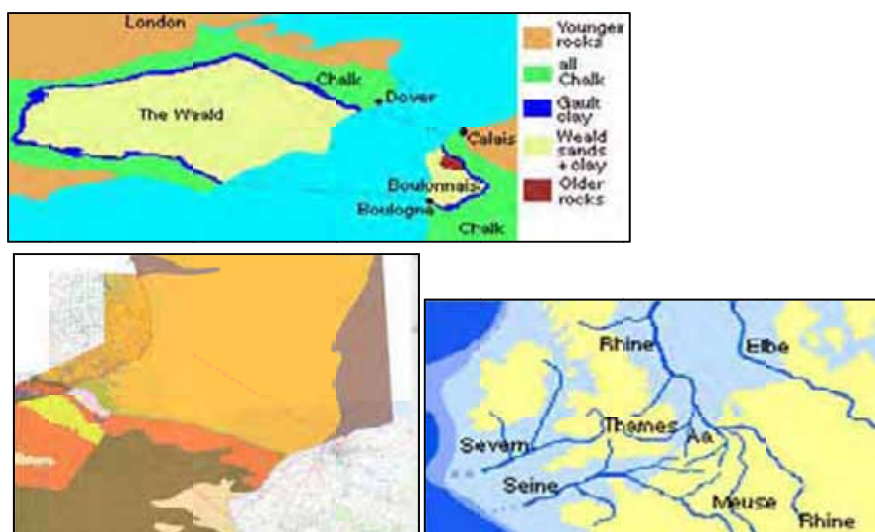 London
Chalk
Dover
The Weald
Calais
Boulonnais
Boulogne
Chalk
Younger
rocks
all
Chalk
Gault
clay
Weald
sands
+ clay
Older
rocks
Rhine
Elbe
Thames
Aa
Severn
Seine
Meuse
Rhine